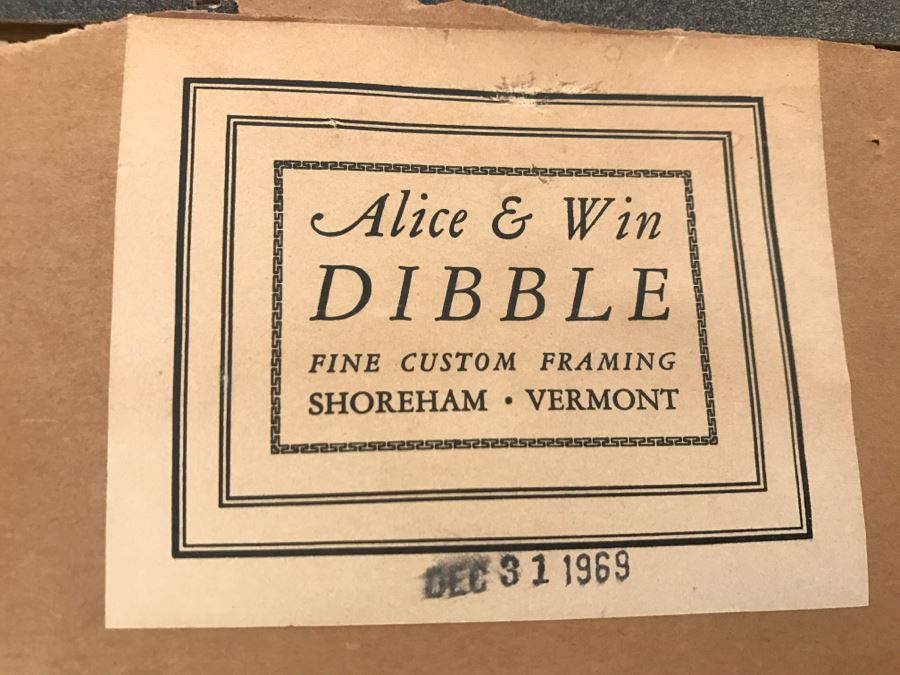 Alice & Win
DIBBLE
FINE CUSTOM FRAMING
SHOREHAM • VERMONT
DEC 31 1969